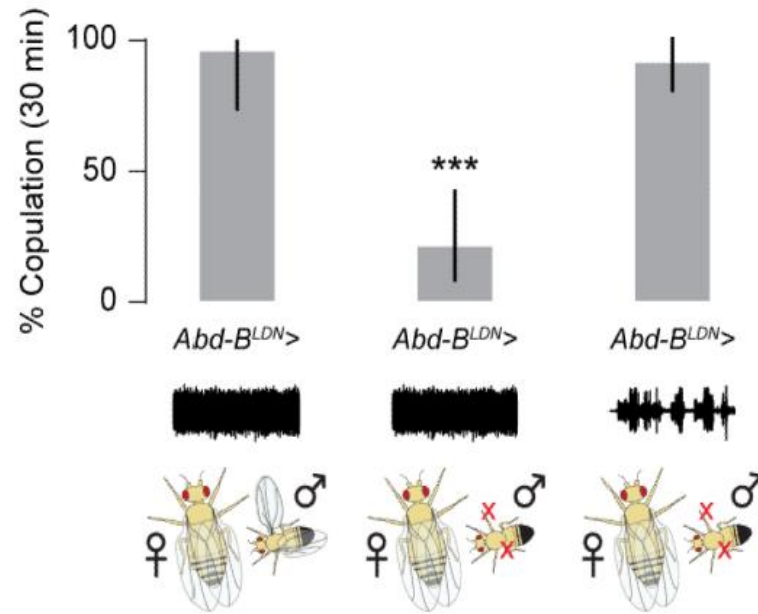 % Copulation (30 min)
100
50
0
***
Abd-B^LDN>
Abd-B^LDN>
Abd-B^LDN>
♀ ♂ ♀ x ♂ x ♀ x ♂ x